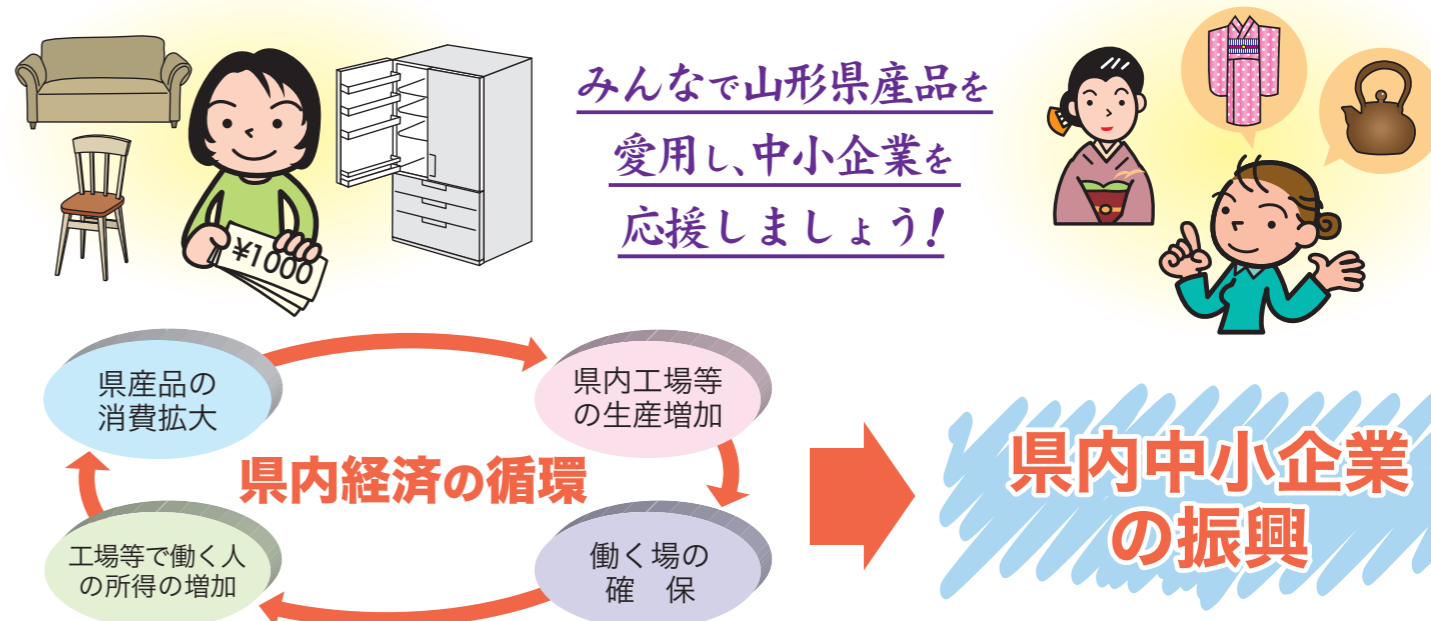 みんなで山形県産品を
愛用し、中小企業を
応援しましょう!
¥1000
県産品の
消費拡大
県内工場等
の生産増加
県内経済の循環
工場等で働く人
の所得の増加
働く場の
確　保
県内中小企業
の振興